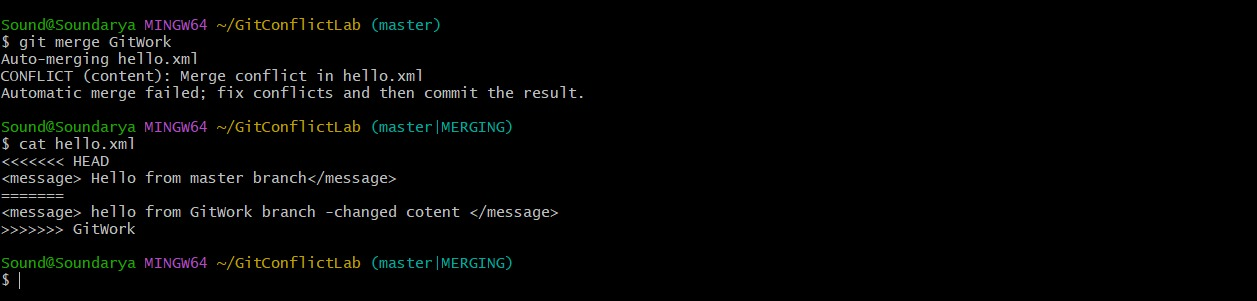 Sound@Soundarya MINGW64 ~/GitConflictLab (master)
$ git merge GitWork
Auto-merging hello.xml
CONFLICT (content): Merge conflict in hello.xml
Automatic merge failed; fix conflicts and then commit the result.
Sound@Soundarya MINGW64 ~/GitConflictLab (master|MERGING)
$ cat hello.xml
<<<<<<< HEAD
<message> Hello from master branch</message>
=======
<message> hello from GitWork branch -changed cotent </message>
>>>>>>> GitWork
Sound@Soundarya MINGW64 ~/GitConflictLab (master|MERGING)
$